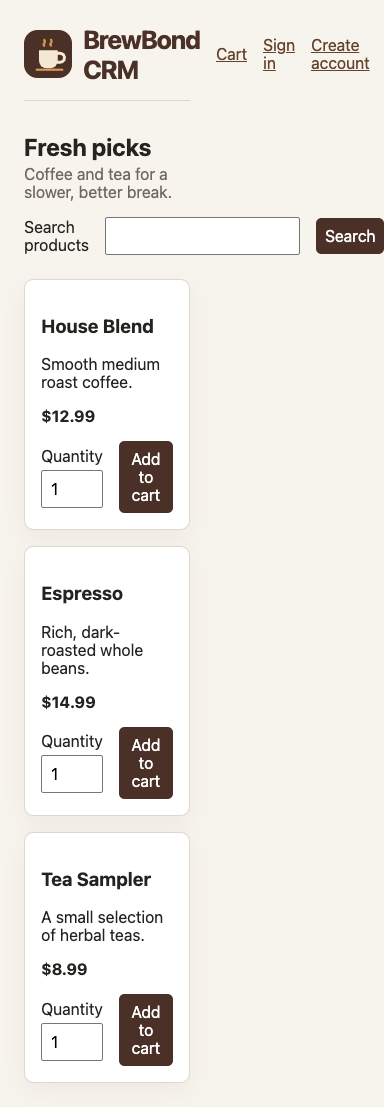 BrewBond
CRM
Cart
Sign
in
Create
account
Fresh picks
Coffee and tea for a
slower, better break.
Search
products
Search
House Blend
Smooth medium
roast coffee.
$12.99
Quantity
1
Add
to
cart
Espresso
Rich, dark-
roasted whole
beans.
$14.99
Quantity
1
Add
to
cart
Tea Sampler
A small selection
of herbal teas.
$8.99
Quantity
1
Add
to
cart